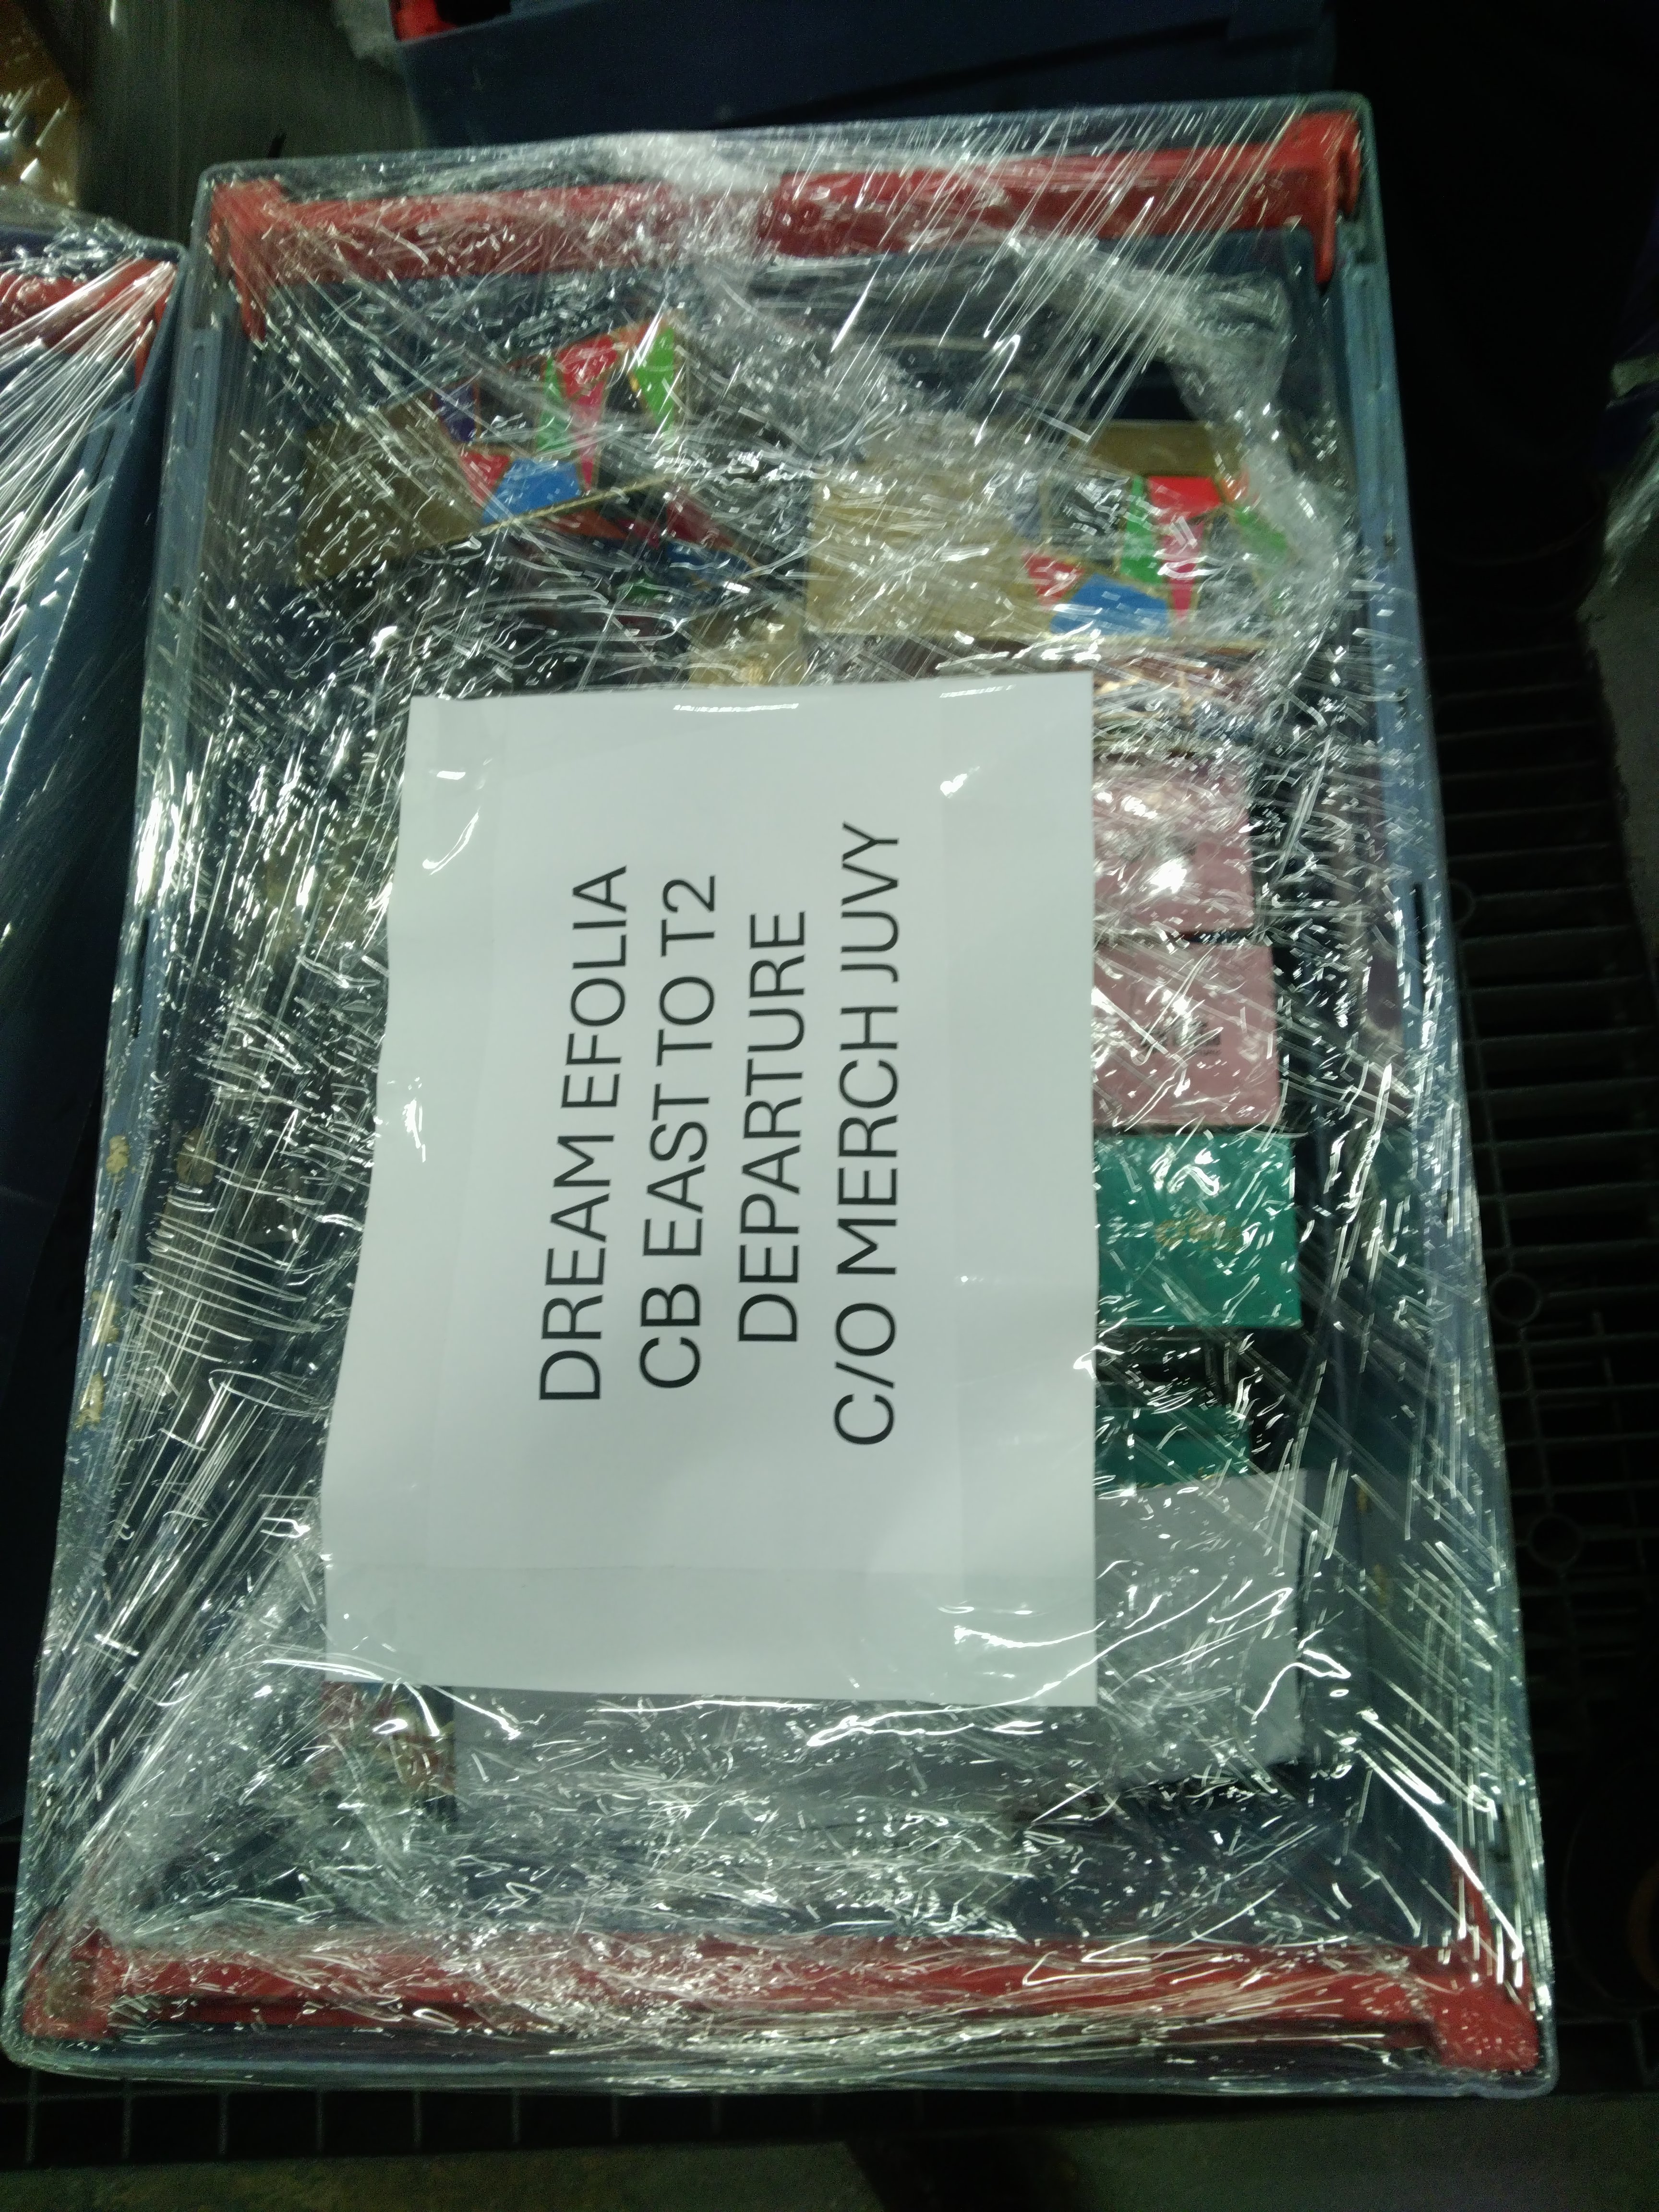 DREAM EFOLIA
CB EAST TO T2
DEPARTURE
C/O MERCH JUVY